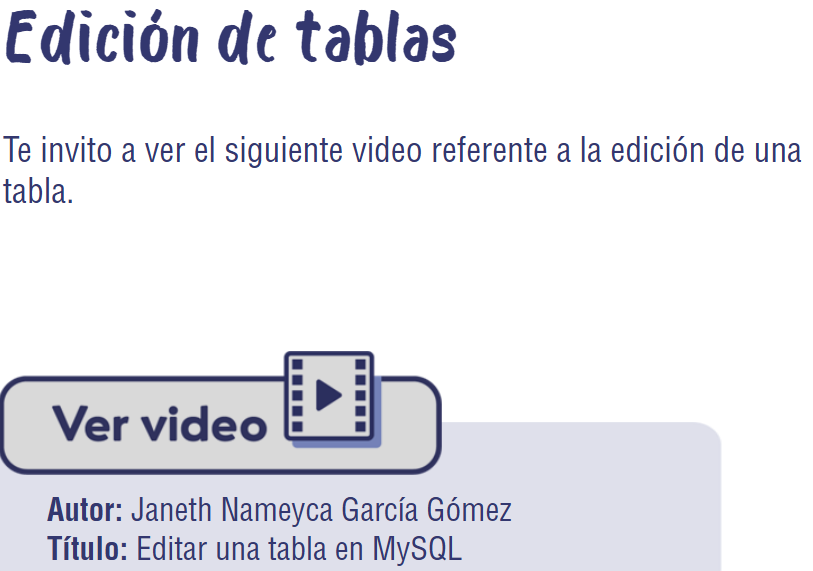 Edición de tablas
Te invito a ver el siguiente video referente a la edición de una
tabla.
Ver video
Autor: Janeth Nameyca García Gómez
Título: Editar una tabla en MySQL